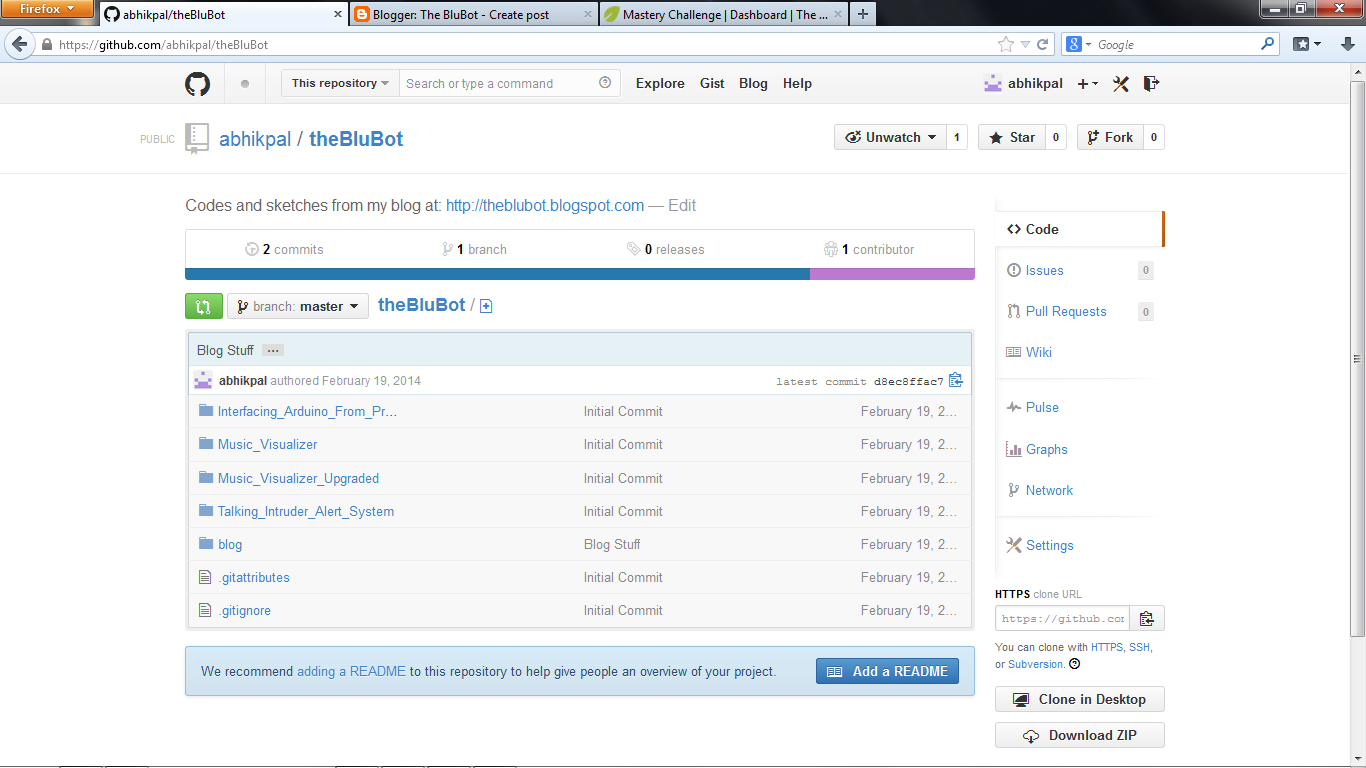 Firefox
abhikpal/theBluBot
Blogger: The BluBot - Create post
Mastery Challenge | Dashboard | The ...
https://github.com/abhikpal/theBluBot
Google
This repository
Search or type a command
Explore Gist Blog Help
abhikpal
PUBLIC
abhikpal / theBluBot
Unwatch 1
Star 0
Fork 0
Codes and sketches from my blog at: http://theblubot.blogspot.com — Edit
2 commits
1 branch
0 releases
1 contributor
branch: master
theBluBot /
Blog Stuff ...
abhikpal authored February 19, 2014
latest commit d8ec8ffac7
Interfacing_Arduino_From_Pr... Initial Commit February 19, 2...
Music_Visualizer Initial Commit February 19, 2...
Music_Visualizer_Upgraded Initial Commit February 19, 2...
Talking_Intruder_Alert_System Initial Commit February 19, 2...
blog Blog Stuff February 19, 2...
.gitattributes Initial Commit February 19, 2...
.gitignore Initial Commit February 19, 2...
We recommend adding a README to this repository to help give people an overview of your project.
Add a README
Code
Issues 0
Pull Requests 0
Wiki
Pulse
Graphs
Network
Settings
HTTPS clone URL
https://github.com
You can clone with HTTPS, SSH,
or Subversion.
Clone in Desktop
Download ZIP